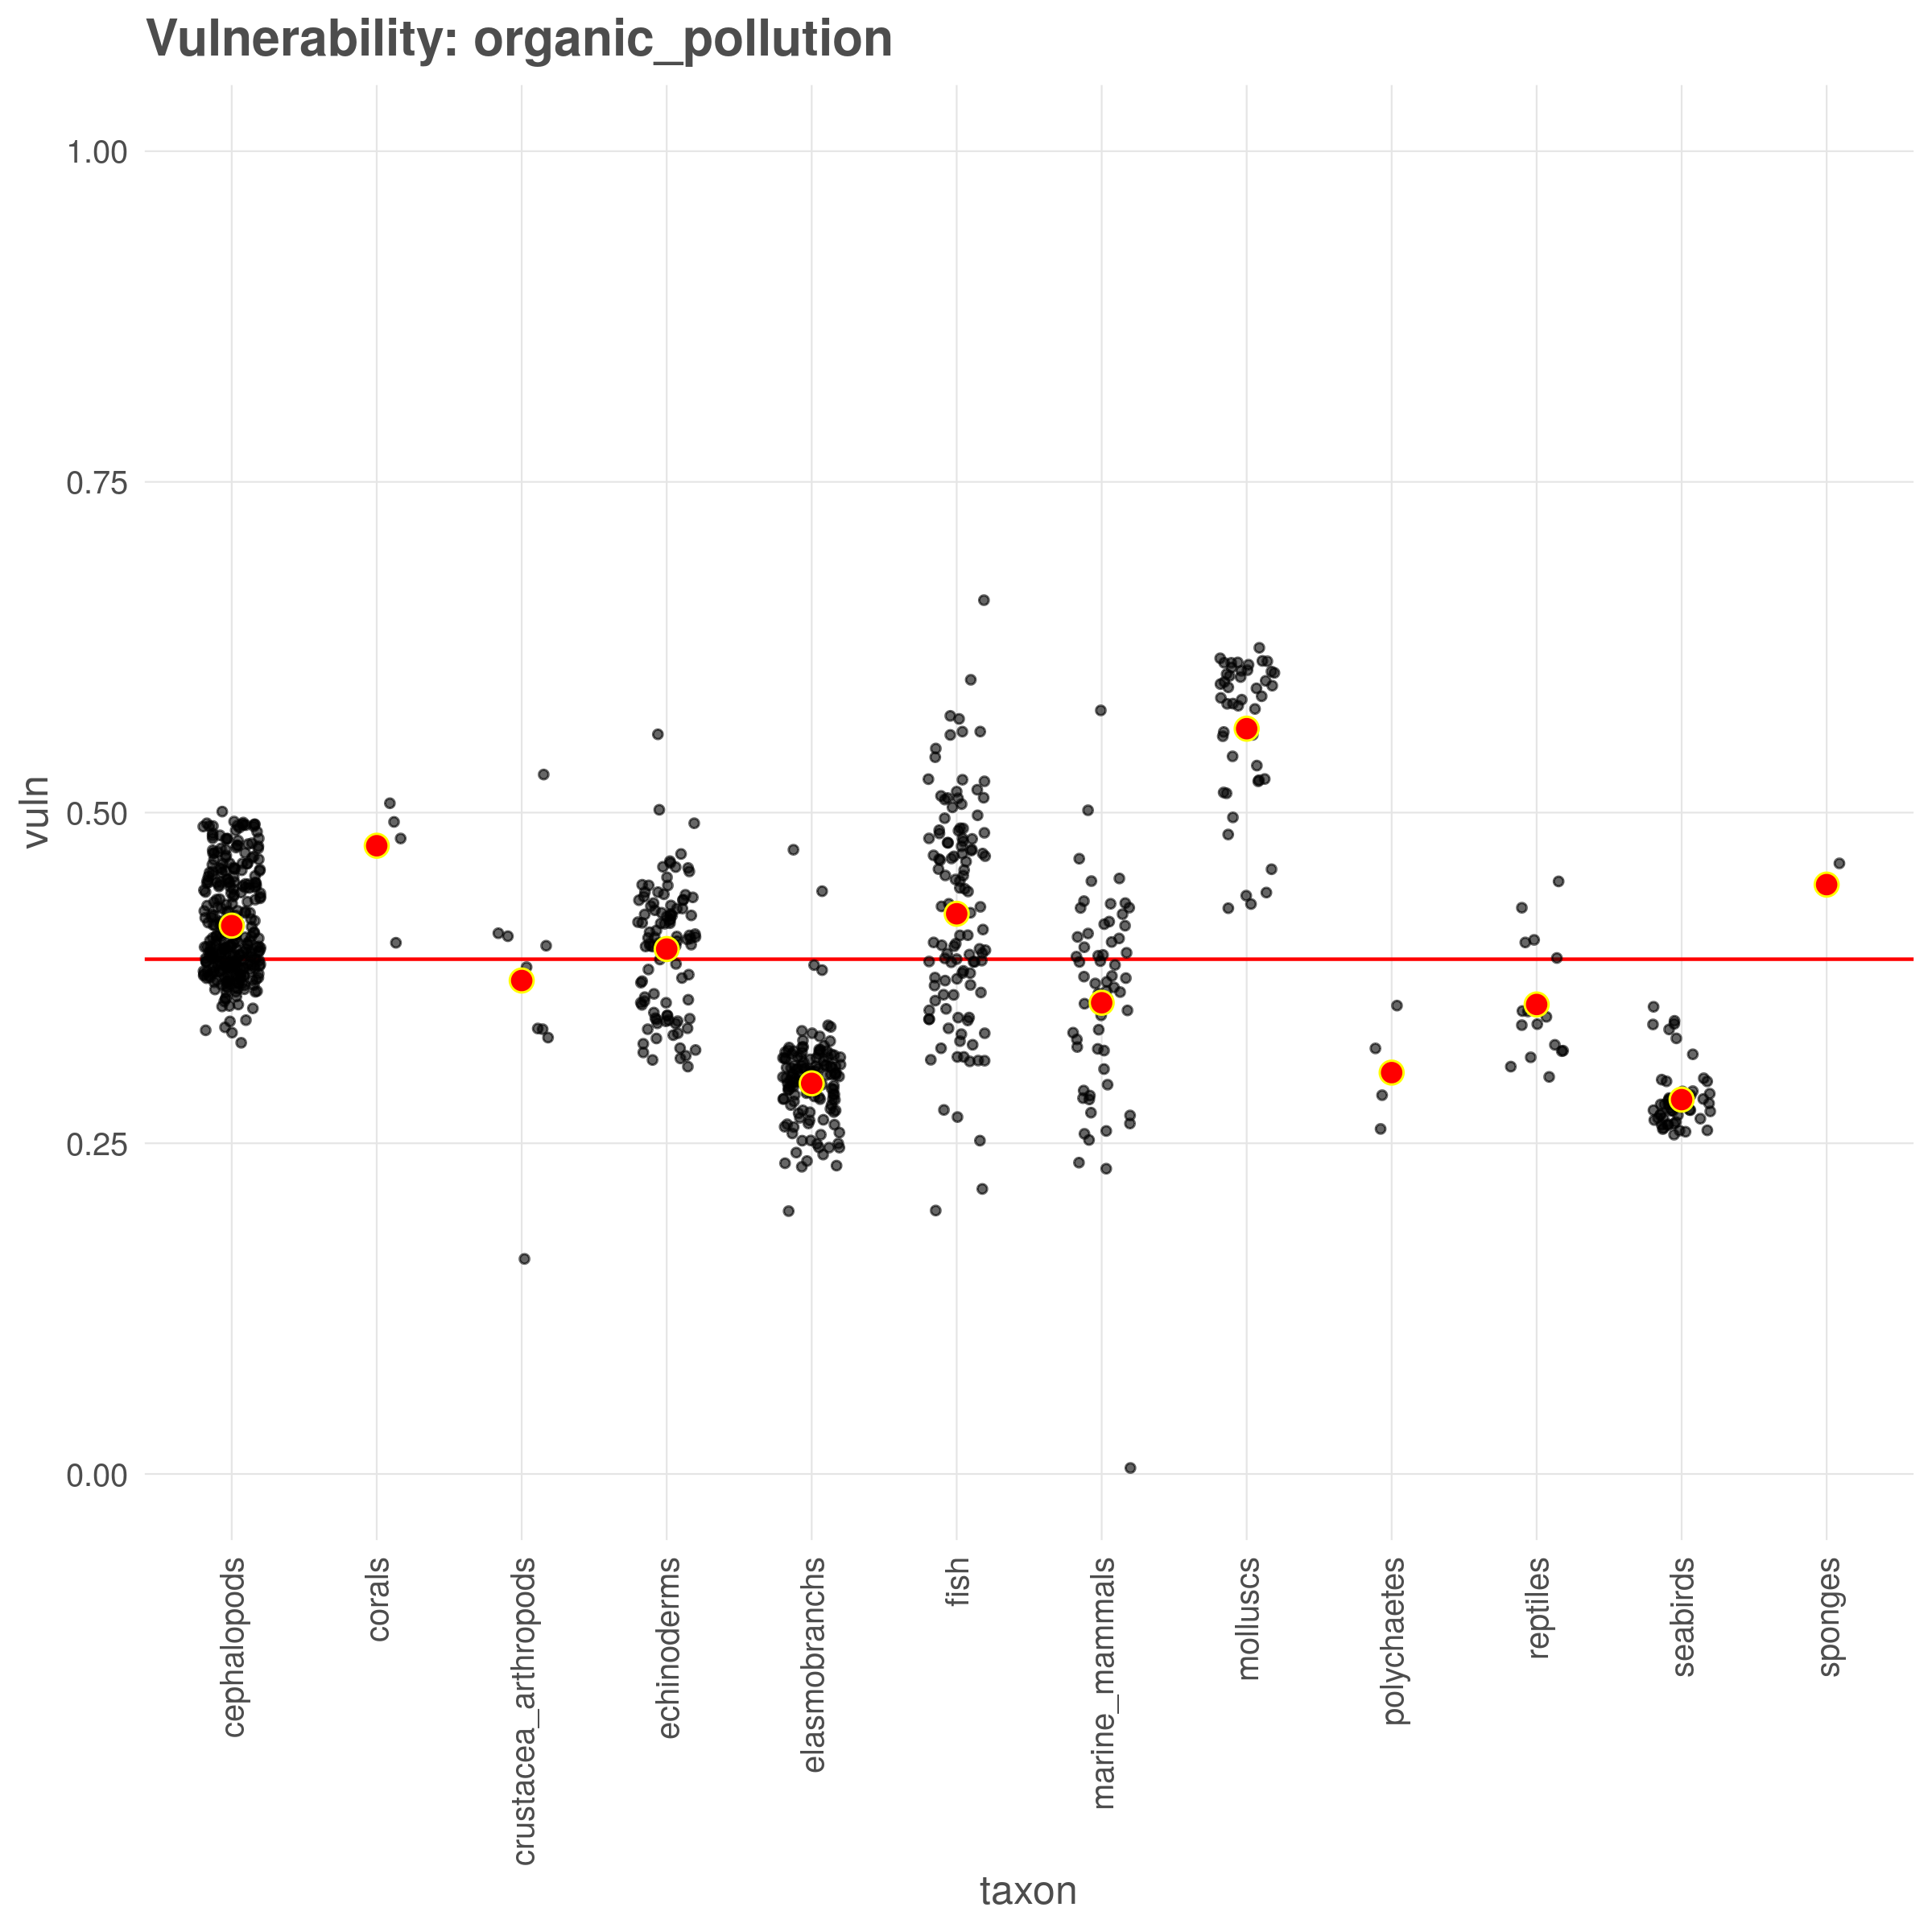 Vulnerability: organic_pollution
vuln
1.00
0.75
0.50
0.25
0.00
cephalopods
corals
crustacea_arthropods
echinoderms
elasmobranchs
fish
marine_mammals
molluscs
polychaetes
reptiles
seabirds
sponges
taxon